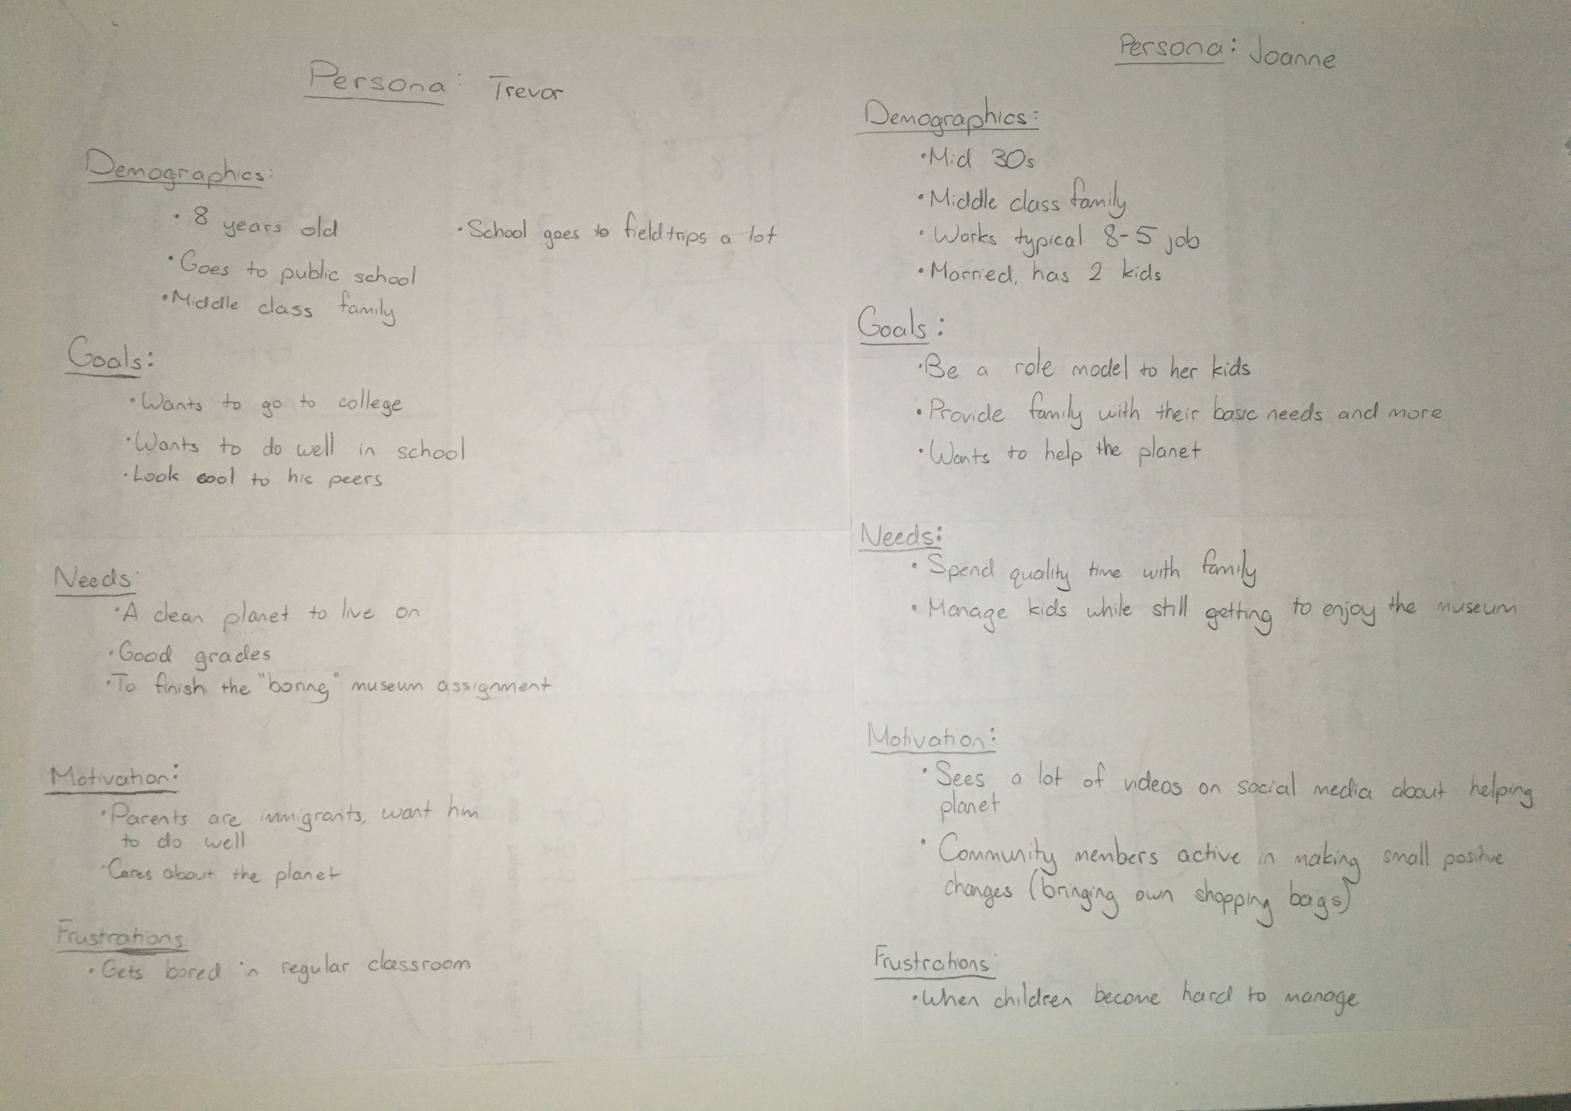 Persona: Trevor
Demographics:
• 8 years old
• School goes to field trips a lot
• Goes to public school
• Middle class family
Goals:
• Wants to go to college
• Wants to do well in school
• Look cool to his peers
Needs:
• A clean planet to live on
• Good grades
• To finish the "boring" museum assignment
Motivation:
• Parents are immigrants, want him
to do well
• Cares about the planet
Frustrations
• Gets bored in regular classroom
Persona: Joanne
Demographics:
• Mid 30s
• Middle class family
• Works typical 8-5 job
• Married, has 2 kids
Goals:
• Be a role model to her kids
• Provide family with their basic needs and more
• Wants to help the planet
Needs:
• Spend quality time with family
• Manage kids while still getting to enjoy the museum
Motivation:
• Sees a lot of videos on social media about helping
planet
• Community members active in making small positive
changes (bringing own shopping bags)
Frustrations:
• When children become hard to manage